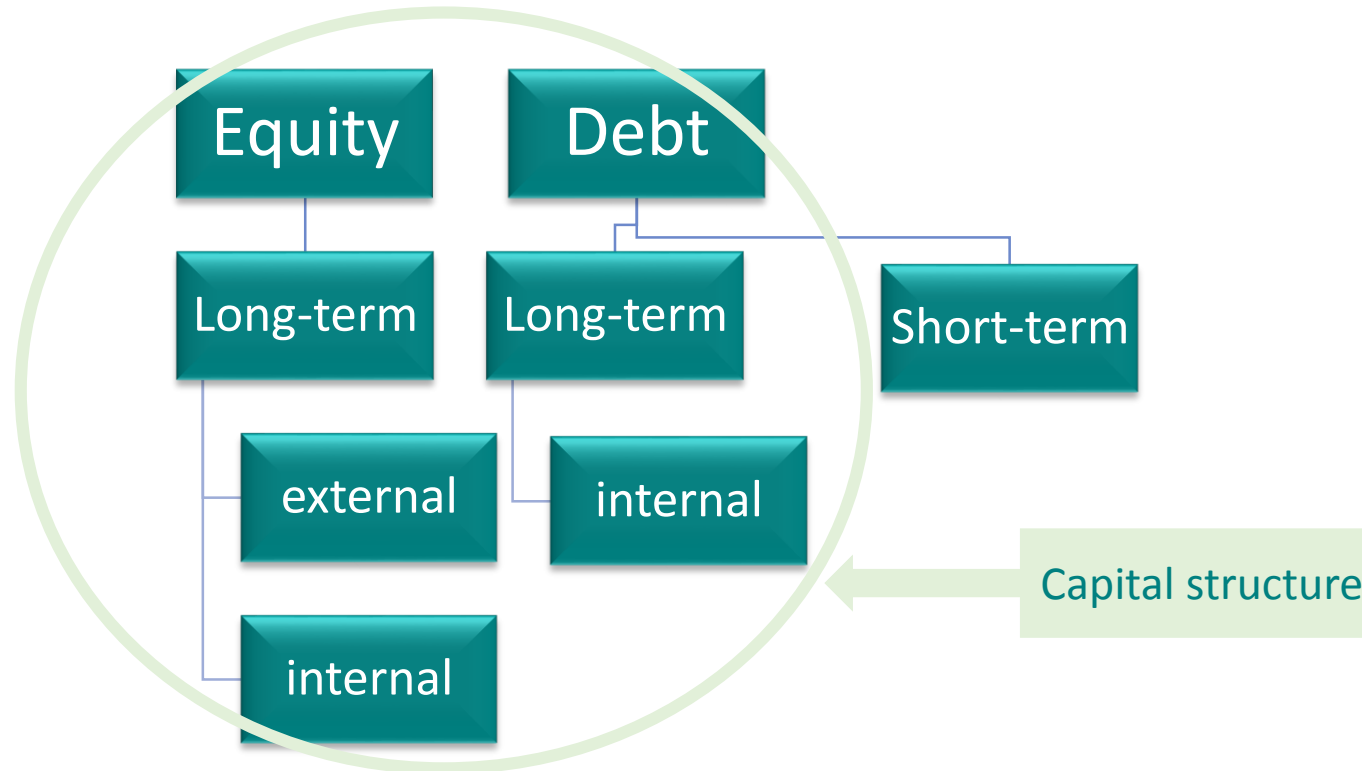 Equity
Debt
Long-term
Long-term
Short-term
external
internal
internal
Capital structure